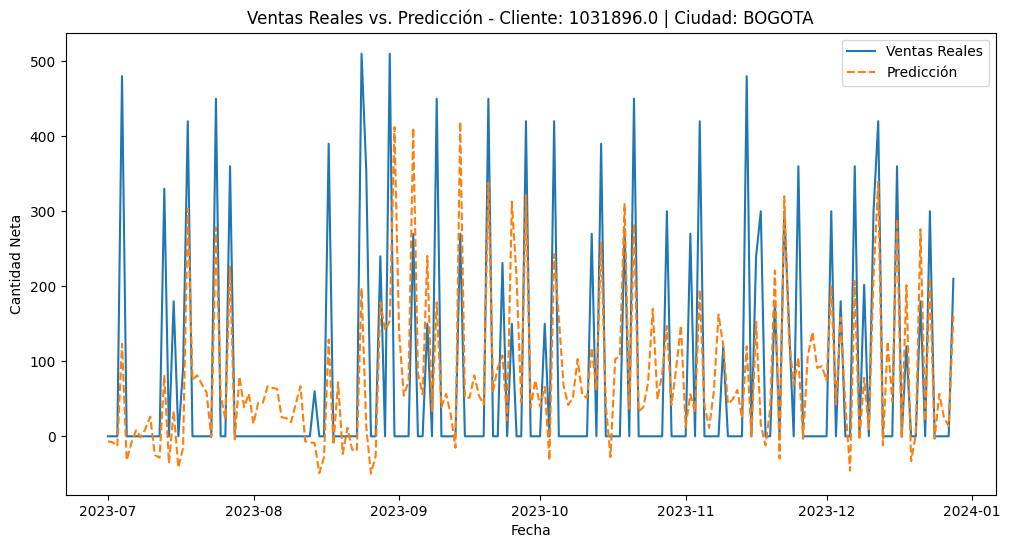 Ventas Reales vs. Predicción - Cliente: 1031896.0 | Ciudad: BOGOTA
Ventas Reales
Predicción
Cantidad Neta
500
400
300
200
100
0
2023-07
2023-08
2023-09
2023-10
2023-11
2023-12
2024-01
Fecha